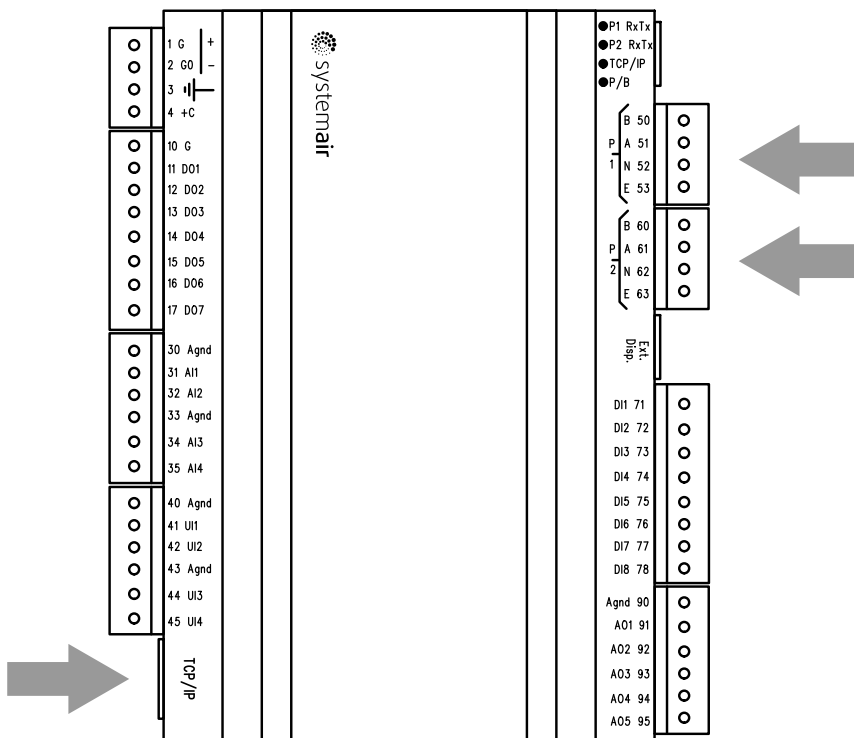 1 G +
2 G0 -
3
4 +C
10 G
11 DO1
12 DO2
13 DO3
14 DO4
15 DO5
16 DO6
17 DO7
30 Agnd
31 AI1
32 AI2
33 Agnd
34 AI3
35 AI4
40 Agnd
41 UI1
42 UI2
43 Agnd
44 UI3
45 UI4
TCP/IP
systemair
P1 RxTx
P2 RxTx
TCP/IP
P/B
P
1
B 50
A 51
N 52
E 53
P
2
B 60
A 61
N 62
E 63
Ext.
Disp.
DI1 71
DI2 72
DI3 73
DI4 74
DI5 75
DI6 76
DI7 77
DI8 78
Agnd 90
AO1 91
AO2 92
AO3 93
AO4 94
AO5 95